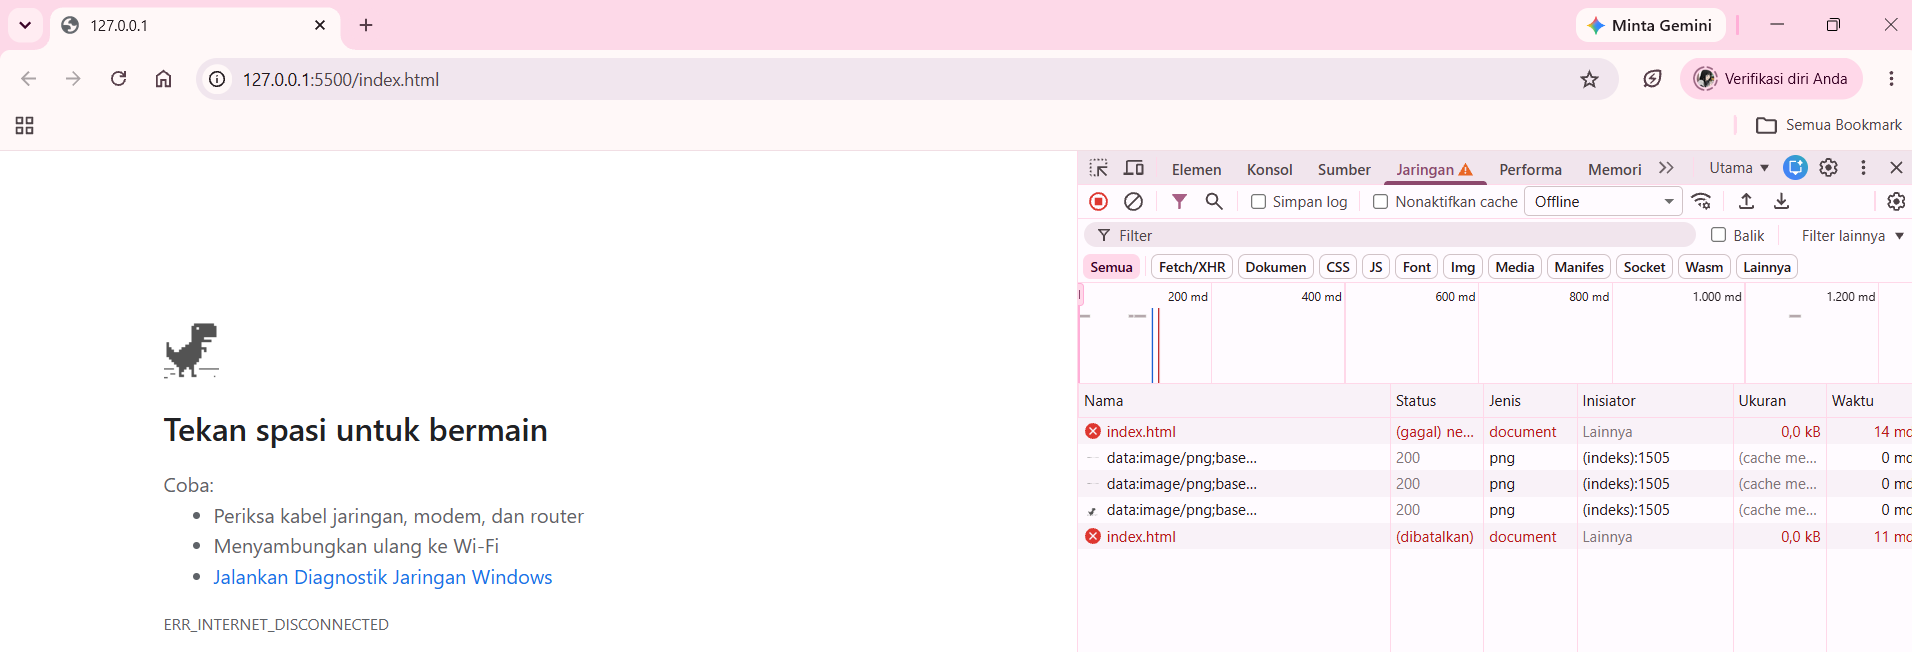 127.0.0.1
Minta Gemini
127.0.0.1:5500/index.html
Verifikasi diri Anda
Semua Bookmark
Elemen Konsol Sumber Jaringan Performa Memori Utama
Simpan log Nonaktifkan cache Offline
Filter Balik Filter lainnya
Semua Fetch/XHR Dokumen CSS JS Font Img Media Manifes Socket Wasm Lainnya
200 md 400 md 600 md 800 md 1.000 md 1.200 md
Nama Status Jenis Inisiator Ukuran Waktu
index.html (gagal) ne... document Lainnya 0,0 kB 14 md
data:image/png;base... 200 png (indeks):1505 (cache me... 0 md
data:image/png;base... 200 png (indeks):1505 (cache me... 0 md
data:image/png;base... 200 png (indeks):1505 (cache me... 0 md
index.html (dibatalkan) document Lainnya 0,0 kB 11 md
Tekan spasi untuk bermain
Coba:
Periksa kabel jaringan, modem, dan router
Menyambungkan ulang ke Wi-Fi
Jalankan Diagnostik Jaringan Windows
ERR_INTERNET_DISCONNECTED